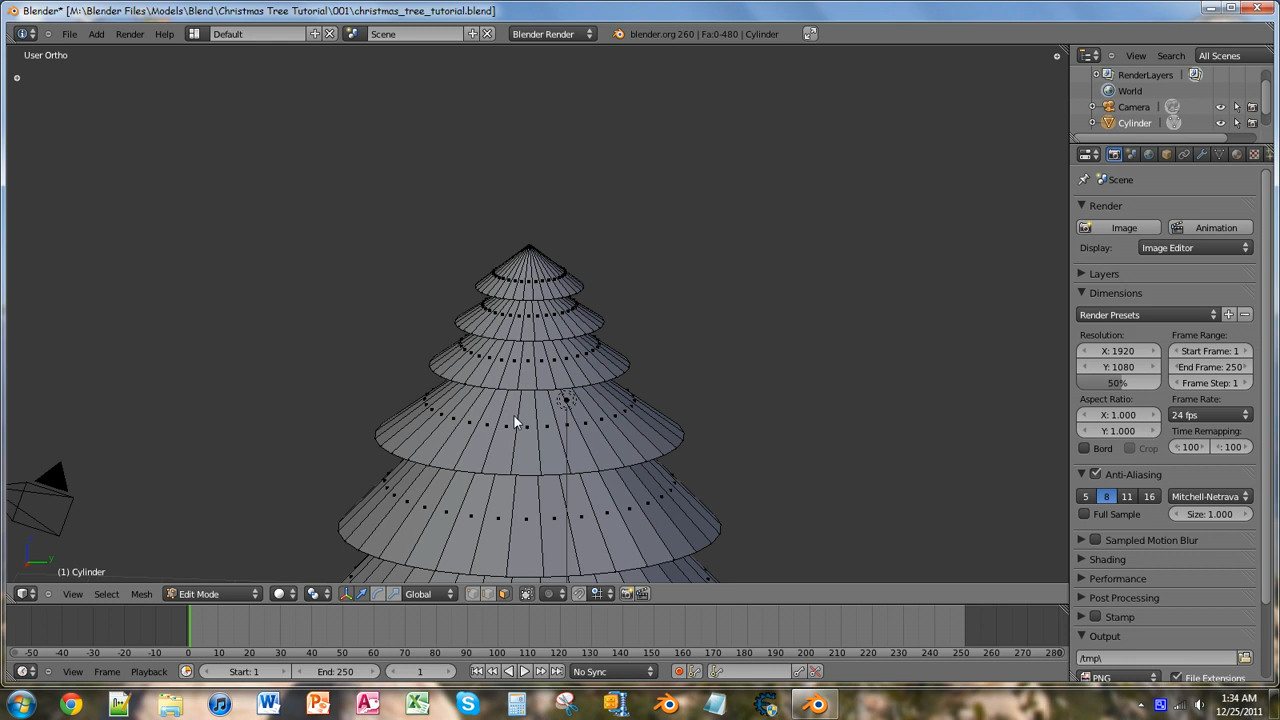 Blender* [M:\Blender Files\Models\Blend\Christmas Tree Tutorial\001\christmas_tree_tutorial.blend]
File Add Render Help Default Scene Blender Render blender.org 260 | Fa:0-480 | Cylinder
View Search All Scenes
User Ortho
RenderLayers
World
Camera
Cylinder
Scene
Render
Image Animation
Display: Image Editor
Layers
Dimensions
Render Presets
Resolution: Frame Range:
X: 1920 Start Frame: 1
Y: 1080 End Frame: 250
50% Frame Step: 1
Aspect Ratio: Frame Rate:
X: 1.000 24 fps
Y: 1.000 Time Remapping:
Bord Crop :100 :100
Anti-Aliasing
5 8 11 16 Mitchell-Netrava
Full Sample Size: 1.000
Sampled Motion Blur
Shading
Performance
Post Processing
Stamp
Output
/tmp\
PNG File Extensions
z
y
(1) Cylinder
View Select Mesh Edit Mode Global
-50 -40 -30 -20 -10 0 10 20 30 40 50 60 70 80 90 100 110 120 130 140 150 160 170 180 190 200 210 220 230 240 250 260 270 280
View Frame Playback Start: 1 End: 250 1 No Sync
1:34 AM
12/25/2011